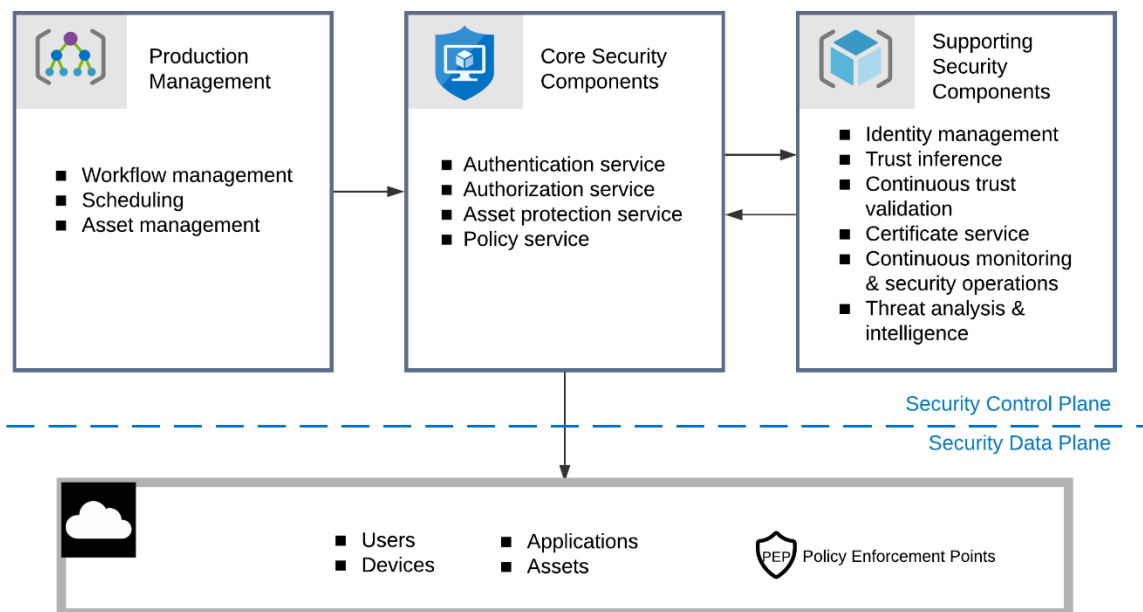 Production
Management
Workflow management
Scheduling
Asset management
Core Security
Components
Authentication service
Authorization service
Asset protection service
Policy service
Supporting
Security
Components
Identity management
Trust inference
Continuous trust
validation
Certificate service
Continuous monitoring
& security operations
Threat analysis &
intelligence
Security Control Plane
Security Data Plane
Users
Devices
Applications
Assets
PEP Policy Enforcement Points